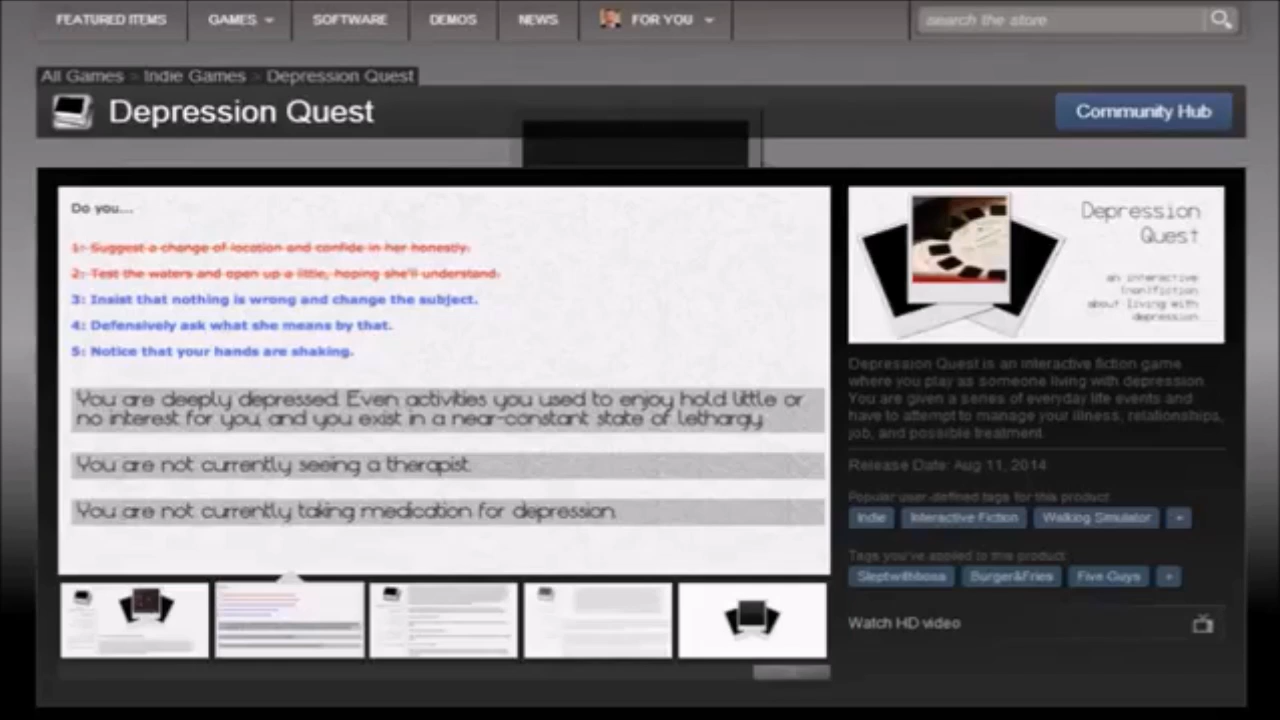 FEATURED ITEMS GAMES SOFTWARE DEMOS NEWS FOR YOU search the store
All Games > Indie Games > Depression Quest
Depression Quest
Community Hub
Do you...
1: Suggest a change of location and confide in her honestly.
2: Test the waters and open up a little, hoping she'll understand.
3: Insist that nothing is wrong and change the subject.
4: Defensively ask what she means by that.
5: Notice that your hands are shaking.
You are deeply depressed. Even activities you used to enjoy hold little or
no interest for you, and you exist in a near-constant state of lethargy.
You are not currently seeing a therapist.
You are not currently taking medication for depression.
Depression
Quest
an interactive
(non)fiction
about living with
depression
Depression Quest is an interactive fiction game
where you play as someone living with depression.
You are given a series of everyday life events and
have to attempt to manage your illness, relationships,
job, and possible treatment.
Release Date: Aug 11, 2014
Popular user-defined tags for this product:
Indie Interactive Fiction Walking Simulator +
Tags you've applied to this product:
Sleptwithboss Burger&Fries Five Guys +
Watch HD video